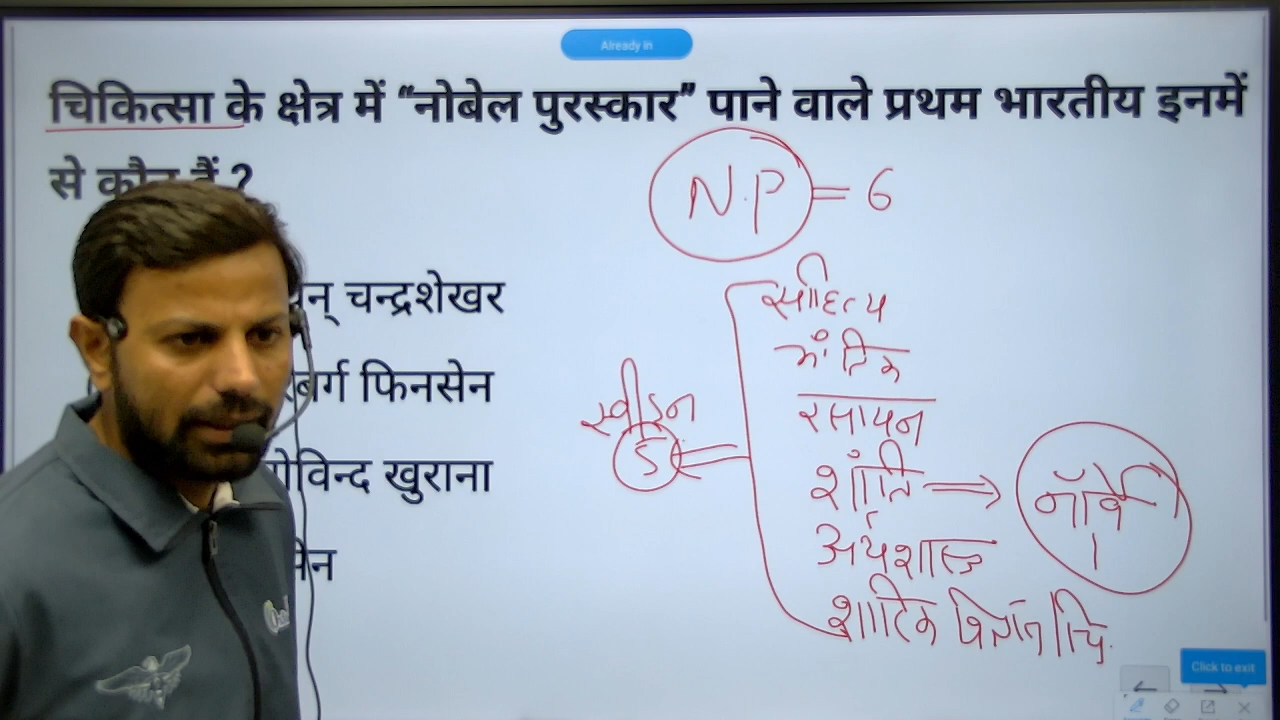 Already in
चिकित्सा के क्षेत्र में “नोबेल पुरस्कार” पाने वाले प्रथम भारतीय इनमें
से कौन हैं ?
N.P = 6
न् चन्द्रशेखर
साहित्य
बर्ग फिनसेन
रसायन
स्वीडन
5
गोविन्द खुराना
शांति
नॉर्वे
1
सेन
अर्थशास्त्र
Click to exit